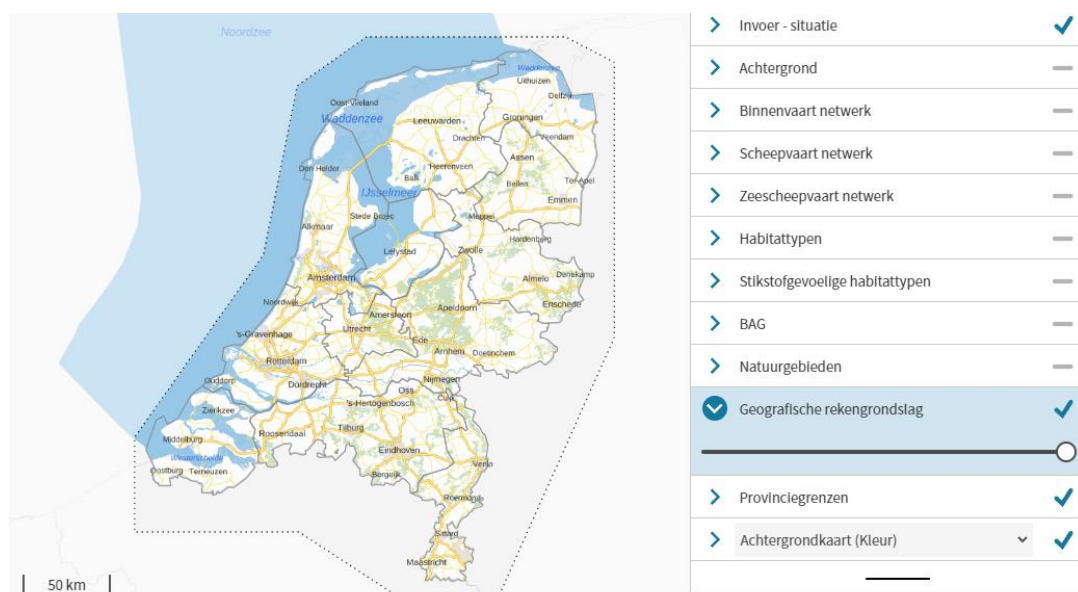 Noordzee
Waddenzee
Uithuizen
Delfzijl
Oost-Vlieland
Waddenzee
Leeuwarden
Groningen
Drachten
Veendam
Assen
Den Helder
Heerenveen
Balk
IJsselmeer
Beilen
Ter Apel
Emmen
Stede Broec
Meppel
Alkmaar
Hardenberg
Lelystad
Zwolle
Amsterdam
Almelo
Denekamp
Noordwijk
Amersfoort
Apeldoorn
Enschede
's-Gravenhage
Utrecht
Ede
Arnhem
Doetinchem
Rotterdam
Ouddorp
Dordrecht
Nijmegen
Oss
Cuijk
's-Hertogenbosch
Zierikzee
Tilburg
Roosendaal
Middelburg
Eindhoven
Westerschelde
Venlo
Oostburg
Terneuzen
Bergeijk
Roermond
Sittard
Maastricht
50 km
Invoer - situatie
Achtergrond
Binnenvaart netwerk
Scheepvaart netwerk
Zeescheepvaart netwerk
Habitattypen
Stikstofgevoelige habitattypen
BAG
Natuurgebieden
Geografische rekengrondslag
Provinciegrenzen
Achtergrondkaart (Kleur)